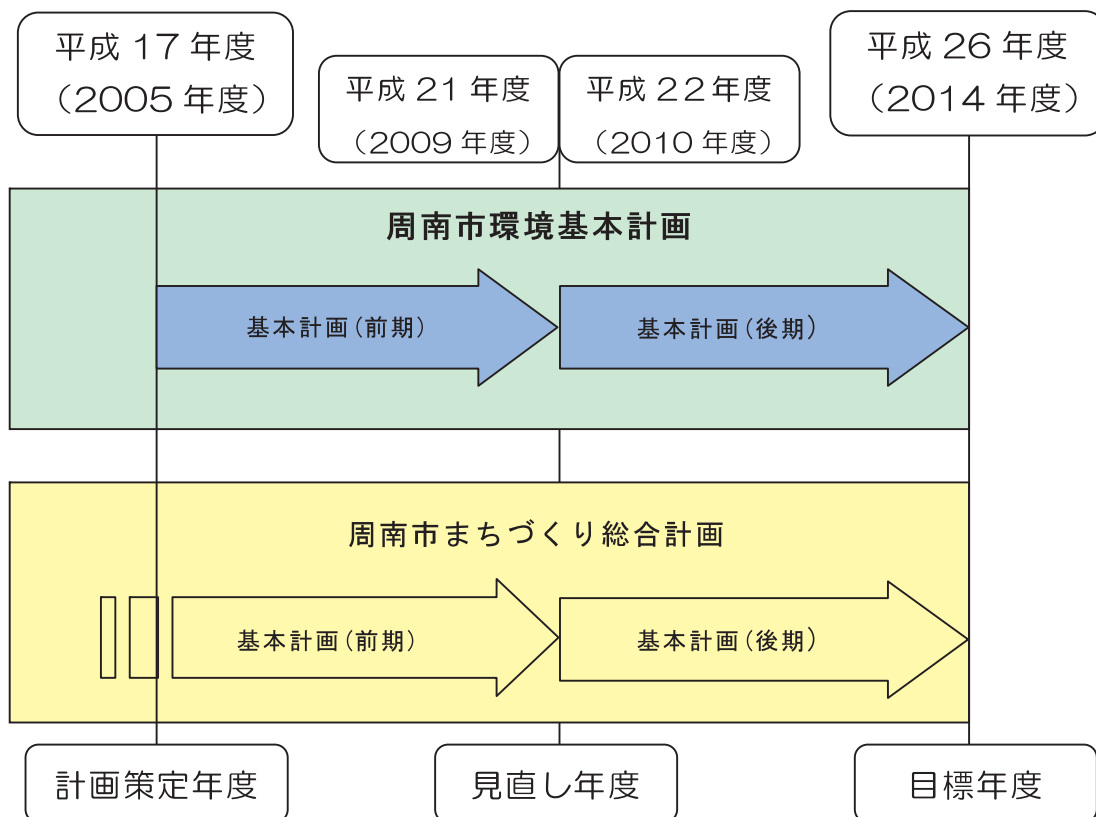 平成 17 年度
（2005 年度）
平成 21 年度
（2009 年度）
平成 22年度
（2010 年度）
平成 26 年度
（2014 年度）
周南市環境基本計画
基本計画(前期)
基本計画(後期)
周南市まちづくり総合計画
基本計画(前期)
基本計画(後期)
計画策定年度
見直し年度
目標年度